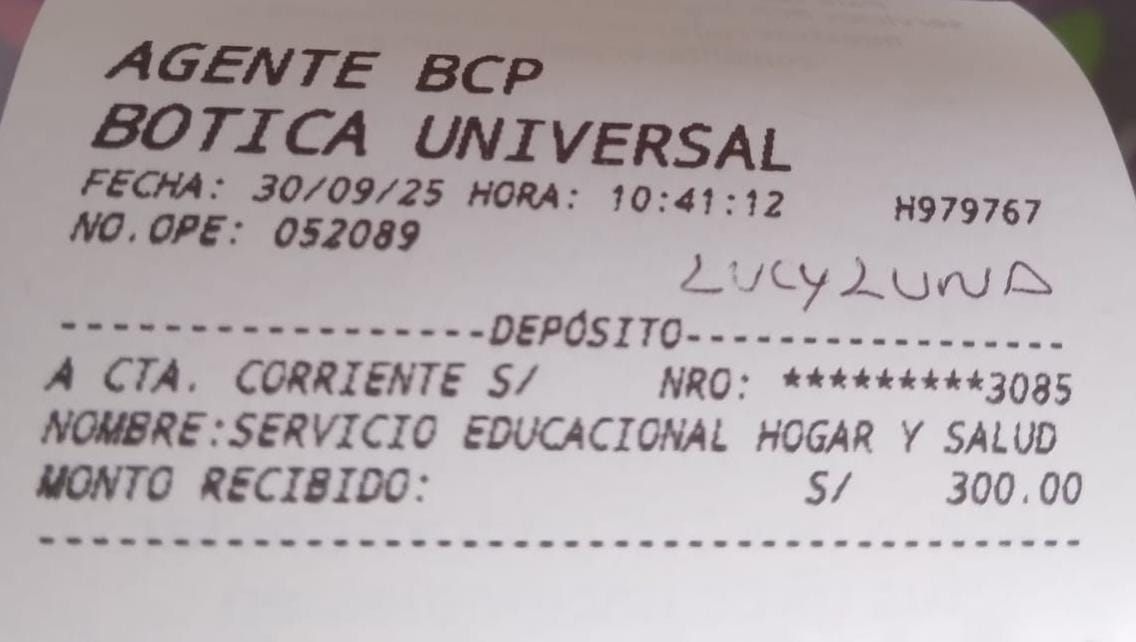 AGENTE BCP
BOTICA UNIVERSAL
FECHA: 30/09/25 HORA: 10:41:12 H979767
NO.OPE: 052089
LUCY LUNA
------------------DEPÓSITO-----------------
A CTA. CORRIENTE S/ NRO: *********3085
NOMBRE:SERVICIO EDUCACIONAL HOGAR Y SALUD
MONTO RECIBIDO: S/ 300.00
-------------------------------------------